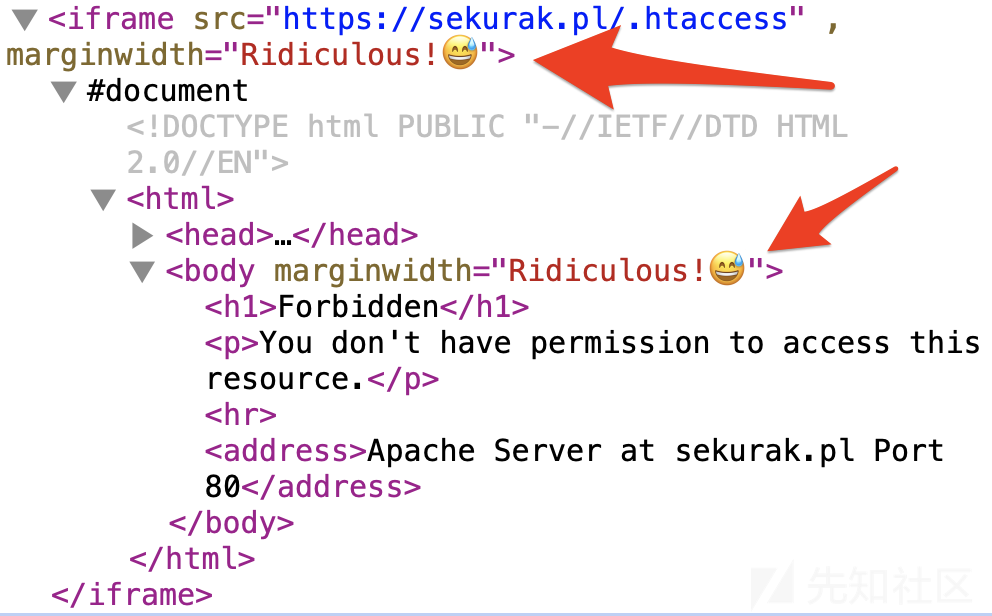 ▼ <iframe src="https://sekurak.pl/.htaccess" ,
marginwidth="Ridiculous!😅">
▼ #document
<!DOCTYPE html PUBLIC "-//IETF//DTD HTML
2.0//EN">
▼ <html>
▶ <head>…</head>
▼ <body marginwidth="Ridiculous!😅">
<h1>Forbidden</h1>
<p>You don't have permission to access this
resource.</p>
<hr>
<address>Apache Server at sekurak.pl Port
80</address>
</body>
</html>
</iframe>
先知社区